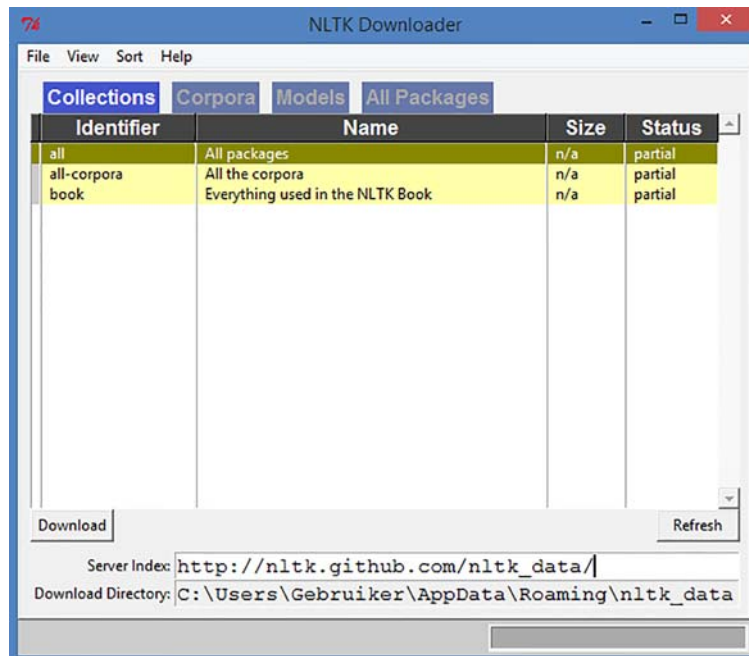 NLTK Downloader
File View Sort Help
Collections Corpora Models All Packages
Identifier Name Size Status
all All packages n/a partial
all-corpora All the corpora n/a partial
book Everything used in the NLTK Book n/a partial
Download Refresh
Server Index: http://nltk.github.com/nltk_data/
Download Directory: C:\Users\Gebruiker\AppData\Roaming\nltk_data